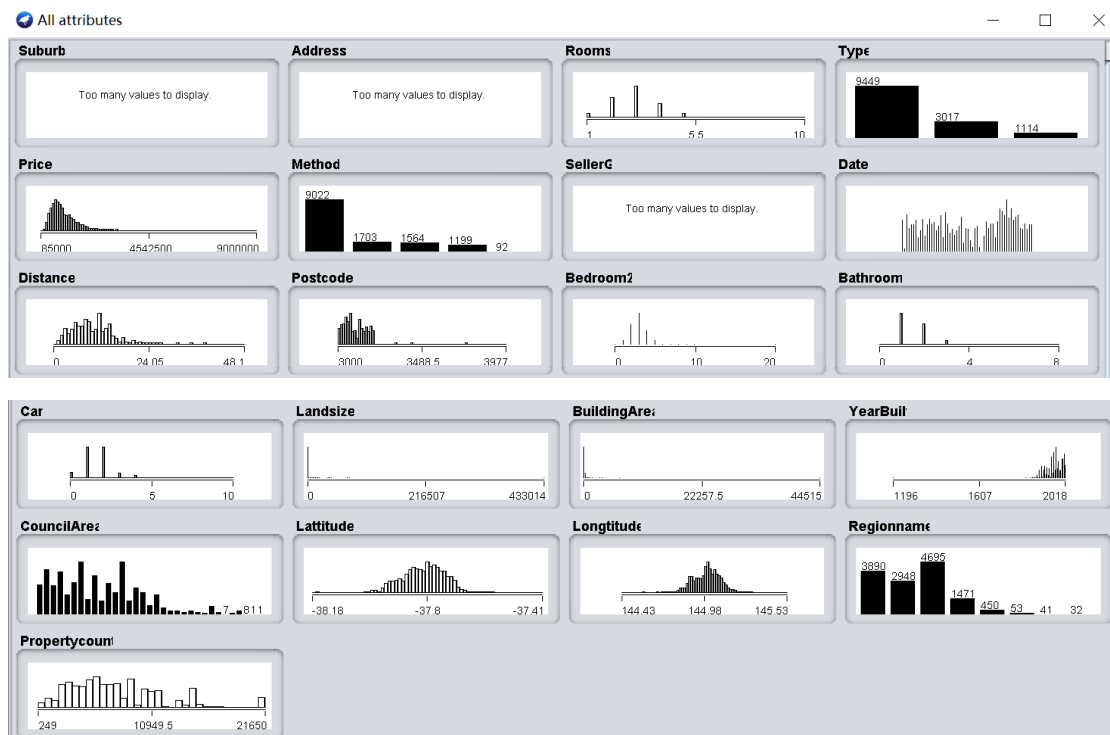 All attributes
Suburb
Address
Rooms
Type
Too many values to display.
Too many values to display.
1 5.5 10
9449
3017
1114
Price
Method
SellerG
Date
85000 4542500 9000000
9022
1703
1564
1199
92
Too many values to display.
Distance
Postcode
Bedroom2
Bathroom
0 24.05 48.1
3000 3488.5 3977
0 10 20
0 4 8
Car
Landsize
BuildingArea
YearBuil
0 5 10
0 216507 433014
0 22257.5 44515
1196 1607 2018
CouncilArea
Lattitude
Longtitude
Regionname
7 811
-38.18 -37.8 -37.41
144.43 144.98 145.53
3890
2948
4695
1471
450
53
41
32
Propertycount
249 10949.5 21650